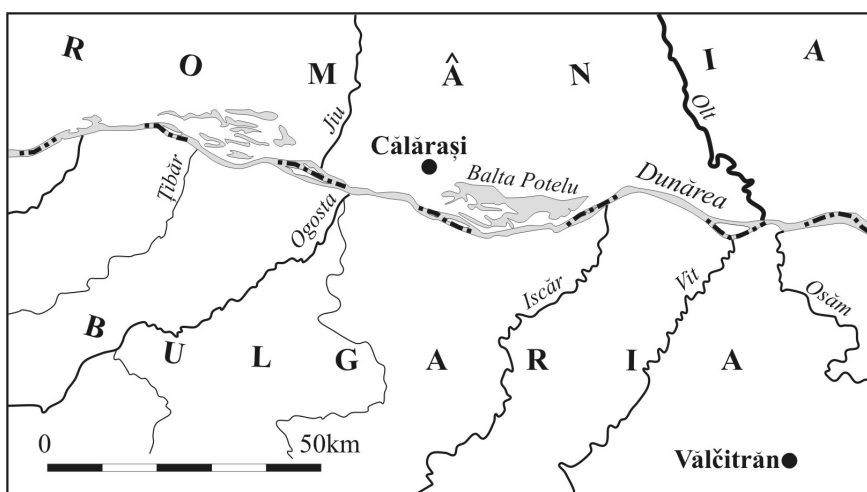 R O M Â N I A
Olt
Jiu
Călărași
Balta Potelu
Dunărea
Țibăr
Ogosta
Iscăr
Vit
Osăm
B U L G A R I A
0 50km
Vălčitrăn